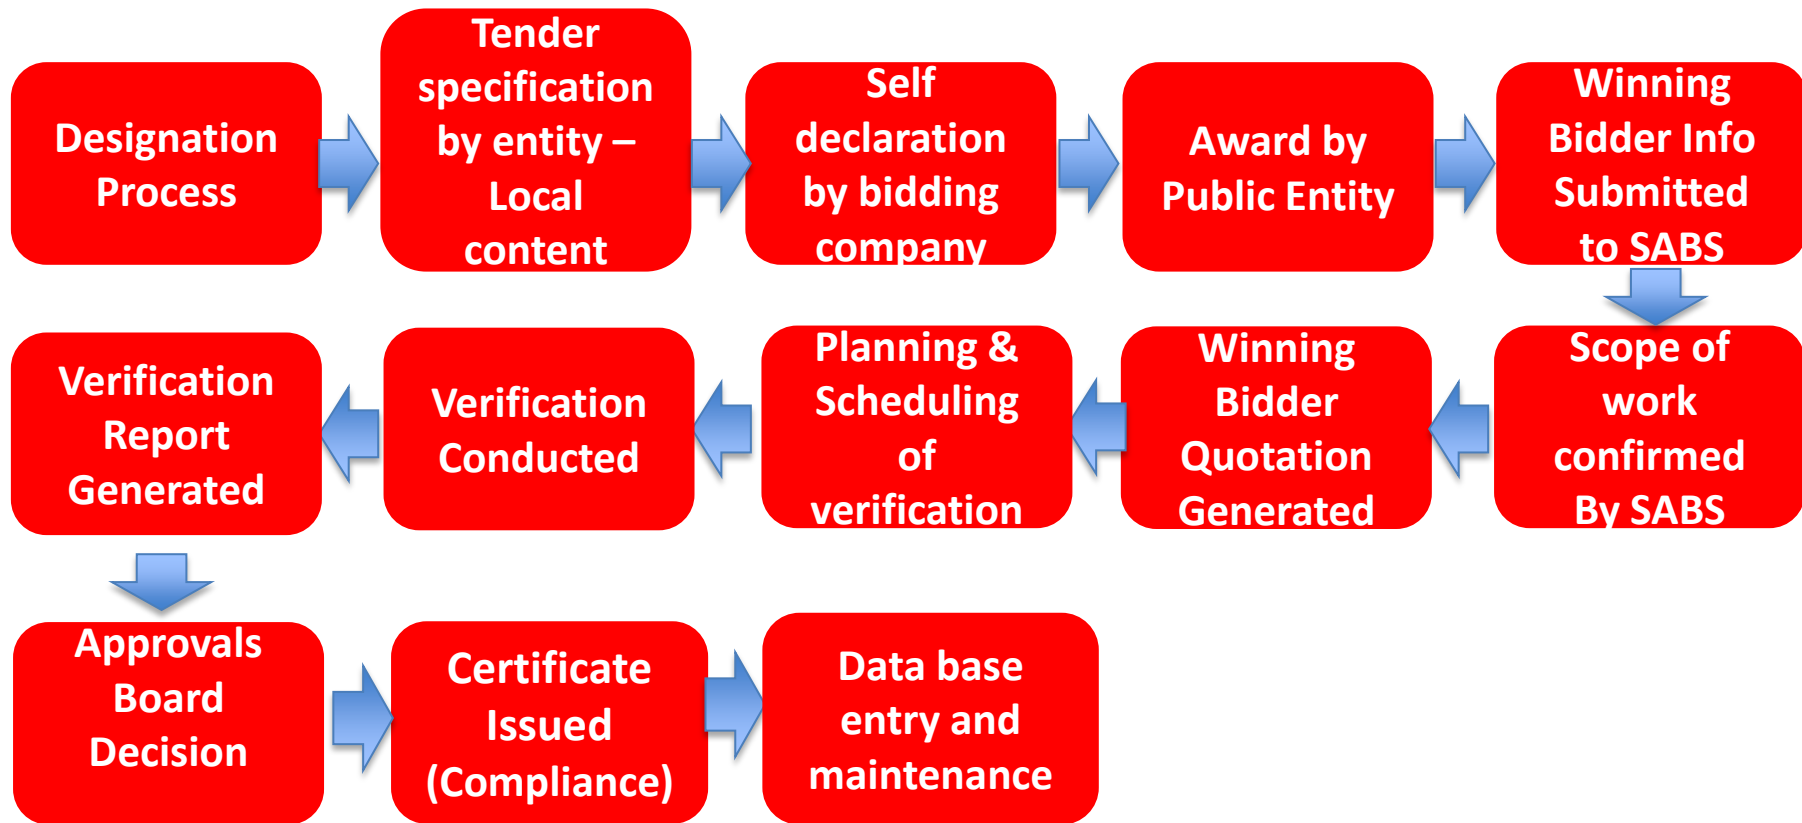 Designation
Process
Tender
specification
by entity –
Local
content
Self
declaration
by bidding
company
Award by
Public Entity
Winning
Bidder Info
Submitted
to SABS
Scope of
work
confirmed
By SABS
Winning
Bidder
Quotation
Generated
Planning &
Scheduling
of
verification
Verification
Conducted
Verification
Report
Generated
Approvals
Board
Decision
Certificate
Issued
(Compliance)
Data base
entry and
maintenance